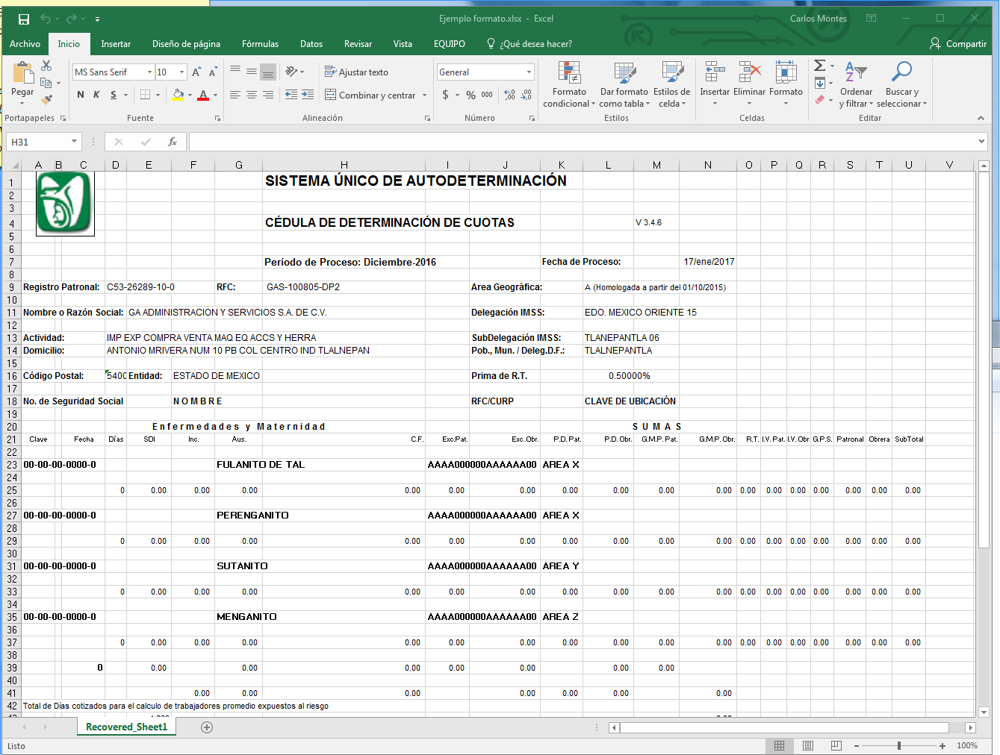 Ejemplo formato.xlsx - Excel
Carlos Montes
Archivo Inicio Insertar Diseño de página Fórmulas Datos Revisar Vista EQUIPO ¿Qué desea hacer? Compartir
Pegar
Portapapeles
MS Sans Serif 10
N K S
Fuente
Ajustar texto
Combinar y centrar
Alineación
General
$ % 000
Número
Formato condicional
Dar formato como tabla
Estilos de celda
Estilos
Insertar Eliminar Formato
Celdas
Ordenar y filtrar
Buscar y seleccionar
Editar
H31 fx
A B C D E F G H I J K L M N O P Q R S T U V
1 SISTEMA ÚNICO DE AUTODETERMINACIÓN
2
3
4 CÉDULA DE DETERMINACIÓN DE CUOTAS V 3.4.6
5
6
7 Período de Proceso: Diciembre-2016 Fecha de Proceso: 17/ene/2017
8
9 Registro Patronal: C53-26289-10-0 RFC: GAS-100805-DP2 Area Geográfica: A (Homologada a partir del 01/10/2015)
10
11 Nombre o Razón Social: GA ADMINISTRACION Y SERVICIOS S.A. DE C.V. Delegación IMSS: EDO. MEXICO ORIENTE 15
12
13 Actividad: IMP EXP COMPRA VENTA MAQ EQ ACCS Y HERRA SubDelegación IMSS: TLANEPANTLA 06
14 Domicilio: ANTONIO MRIVERA NUM 10 PB COL CENTRO IND TLALNEPAN Pob., Mun. / Deleg.D.F.: TLALNEPANTLA
15
16 Código Postal: 5400 Entidad: ESTADO DE MEXICO Prima de R.T. 0.50000%
17
18 No. de Seguridad Social N O M B R E RFC/CURP CLAVE DE UBICACIÓN
19
20 E n f e r m e d a d e s y M a t e r n i d a d S U M A S
21 Clave Fecha Días SDI Inc. Aus. C.F. Exc.Pat. Exc. Obr. P.D. Pat. P.D. Obr. G.M.P. Pat. G.M.P. Obr. R.T. I.V. Pat. I.V. Obr G.P.S. Patronal Obrera SubTotal
22
23 00-00-00-0000-0 FULANITO DE TAL AAAA000000AAAAAA00 AREA X
24
25 0 0.00 0.00 0.00 0.00 0.00 0.00 0.00 0.00 0.00 0.00 0.00 0.00 0.00 0.00 0.00 0.00 0.00
26
27 00-00-00-0000-0 PERENGANITO AAAA000000AAAAAA00 AREA X
28
29 0 0.00 0.00 0.00 0.00 0.00 0.00 0.00 0.00 0.00 0.00 0.00 0.00 0.00 0.00 0.00 0.00 0.00
30
31 00-00-00-0000-0 SUTANITO AAAA000000AAAAAA00 AREA Y
32
33 0 0.00 0.00 0.00 0.00 0.00 0.00 0.00 0.00 0.00 0.00 0.00 0.00 0.00 0.00 0.00 0.00 0.00
34
35 00-00-00-0000-0 MENGANITO AAAA000000AAAAAA00 AREA Z
36
37 0 0.00 0.00 0.00 0.00 0.00 0.00 0.00 0.00 0.00 0.00 0.00 0.00 0.00 0.00 0.00 0.00 0.00
38
39 0 0.00 0.00 0.00 0.00 0.00 0.00 0.00
40
41 0.00 0.00 0.00 0.00 0.00 0.00 0.00
42 Total de Días cotizados para el calculo de trabajadores promedio expuestos al riesgo
Recovered_Sheet1
Listo 100%